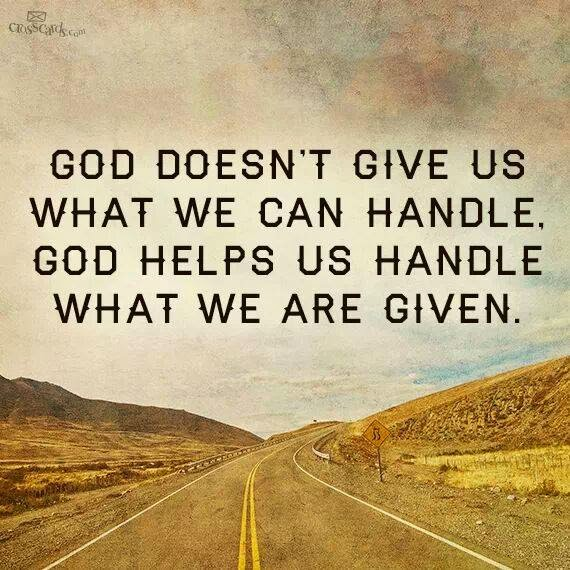 crosscards.com
GOD DOESN'T GIVE US
WHAT WE CAN HANDLE,
GOD HELPS US HANDLE
WHAT WE ARE GIVEN.